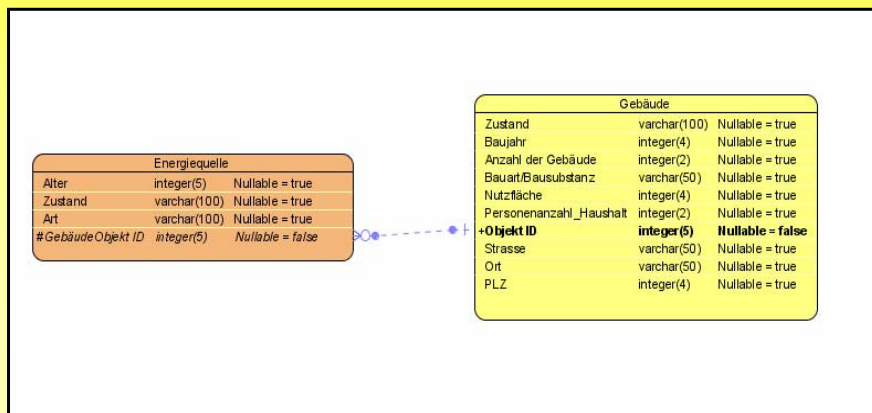 Energiequelle
Alter integer(5) Nullable = true
Zustand varchar(100) Nullable = true
Art varchar(100) Nullable = true
#GebäudeObjekt ID integer(5) Nullable = false
Gebäude
Zustand varchar(100) Nullable = true
Baujahr integer(4) Nullable = true
Anzahl der Gebäude integer(2) Nullable = true
Bauart/Bausubstanz varchar(50) Nullable = true
Nutzfläche integer(4) Nullable = true
Personenanzahl_Haushalt integer(2) Nullable = true
+Objekt ID integer(5) Nullable = false
Strasse varchar(50) Nullable = true
Ort varchar(50) Nullable = true
PLZ integer(4) Nullable = true